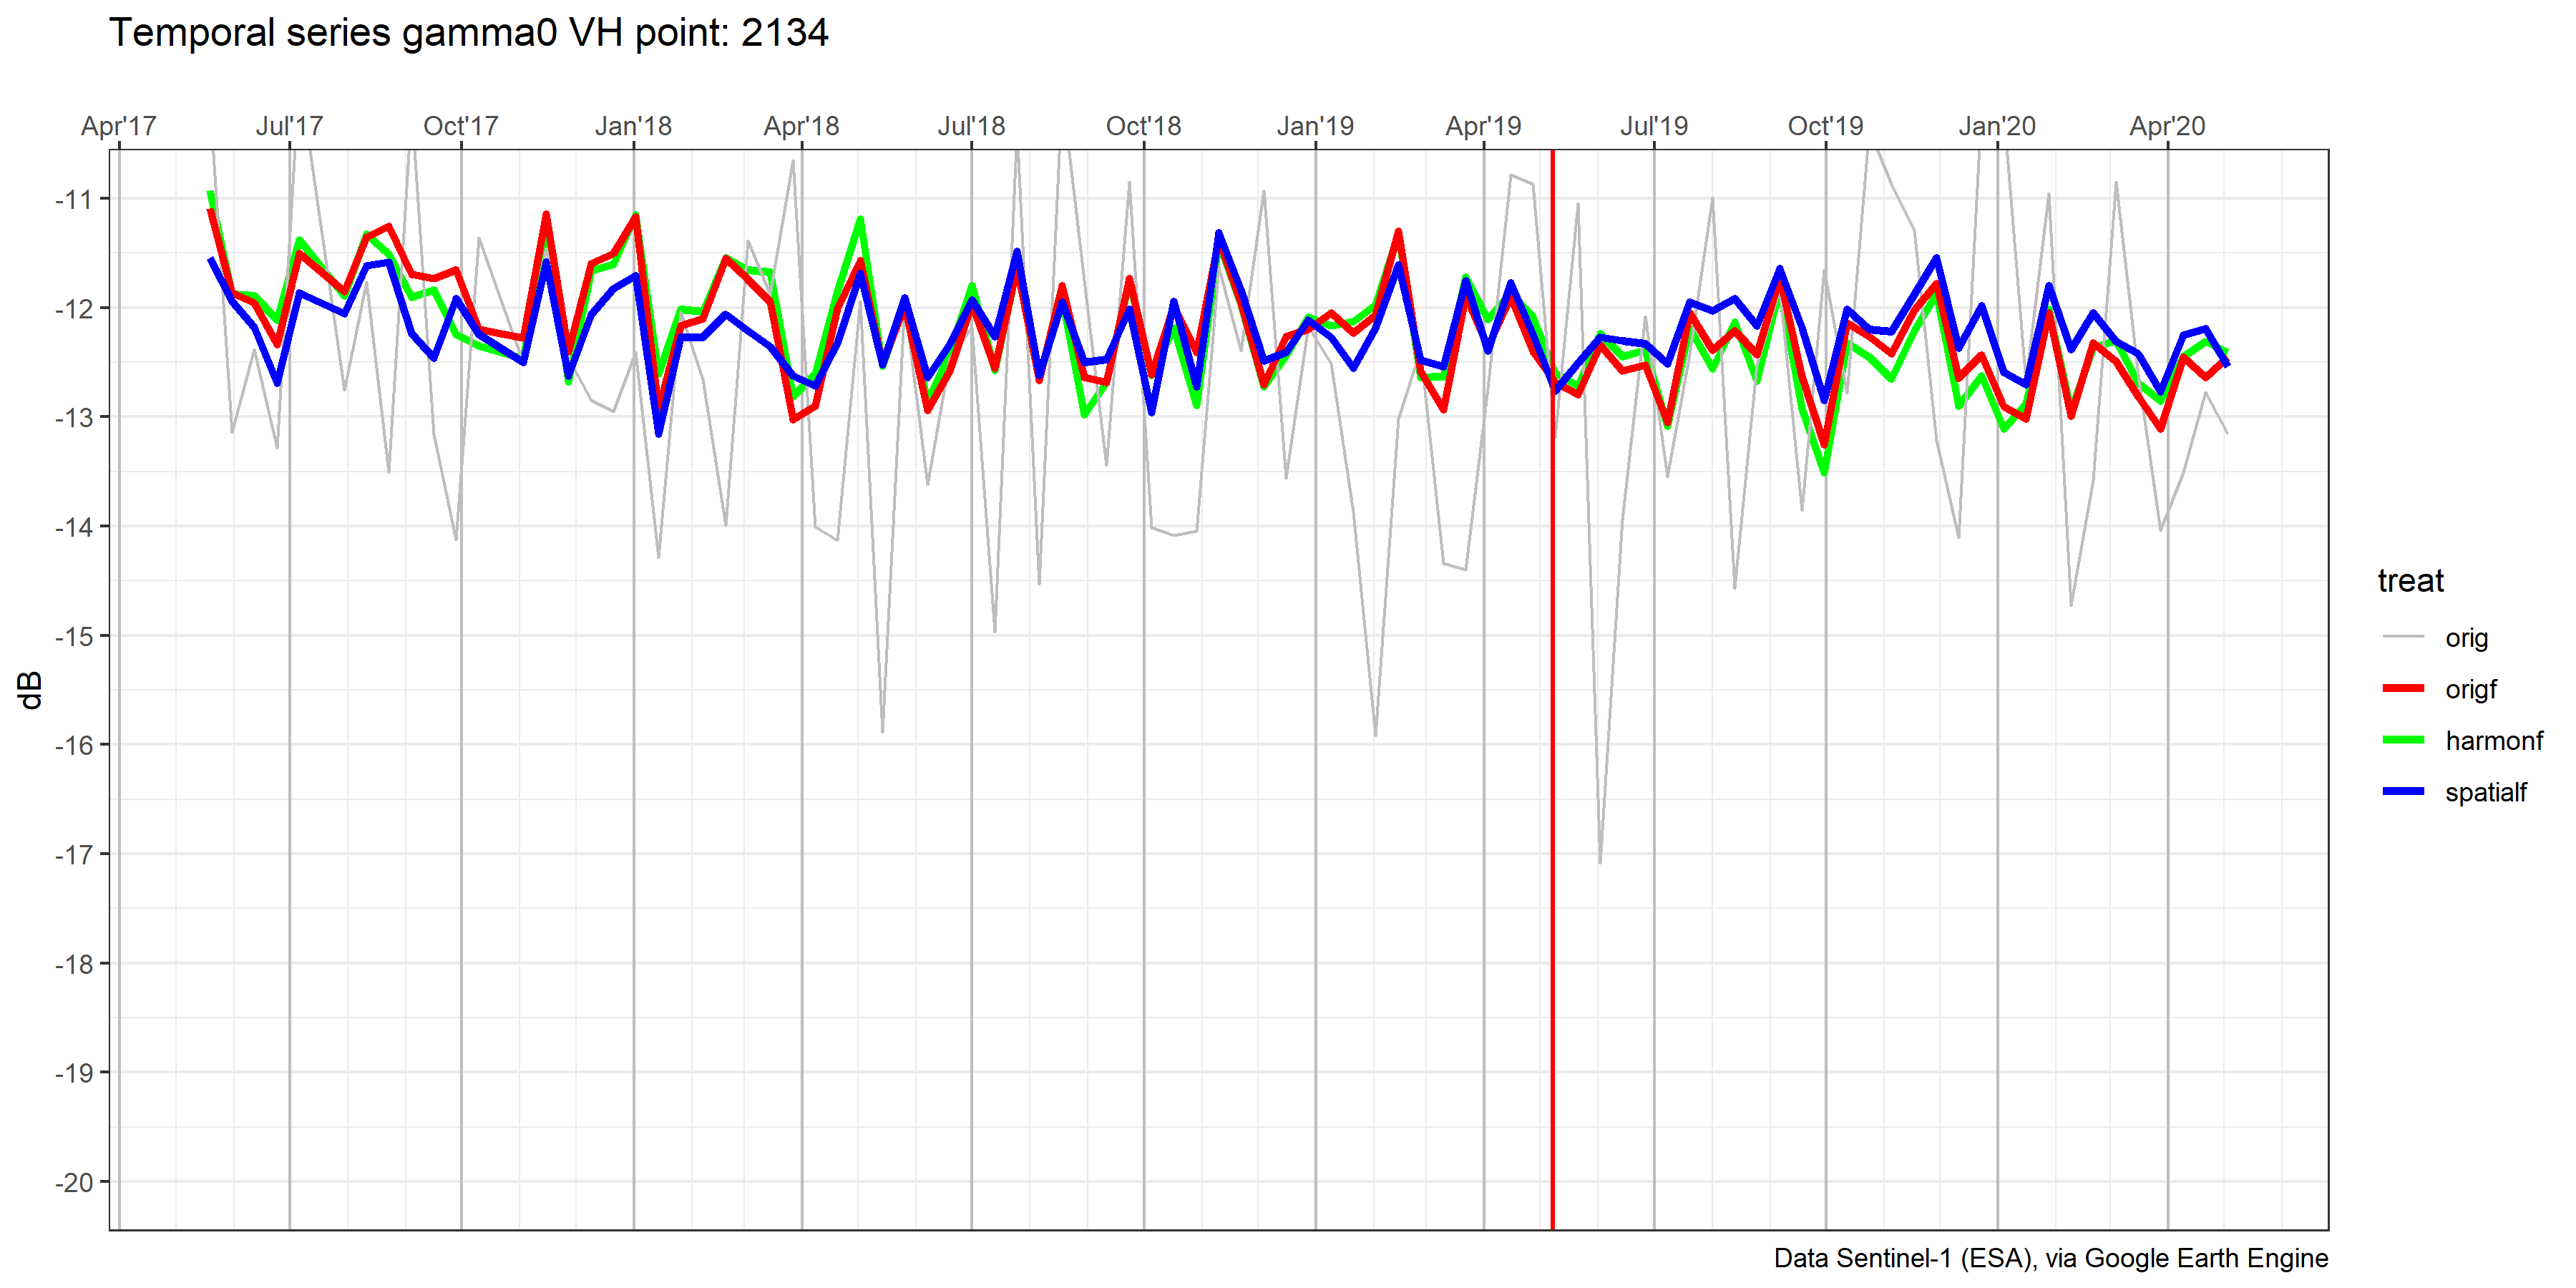 Temporal series gamma0 VH point: 2134
Apr'17 Jul'17 Oct'17 Jan'18 Apr'18 Jul'18 Oct'18 Jan'19 Apr'19 Jul'19 Oct'19 Jan'20 Apr'20
-11
-12
-13
-14
-15
-16
-17
-18
-19
-20
dB
treat
orig
origf
harmonf
spatialf
Data Sentinel-1 (ESA), via Google Earth Engine